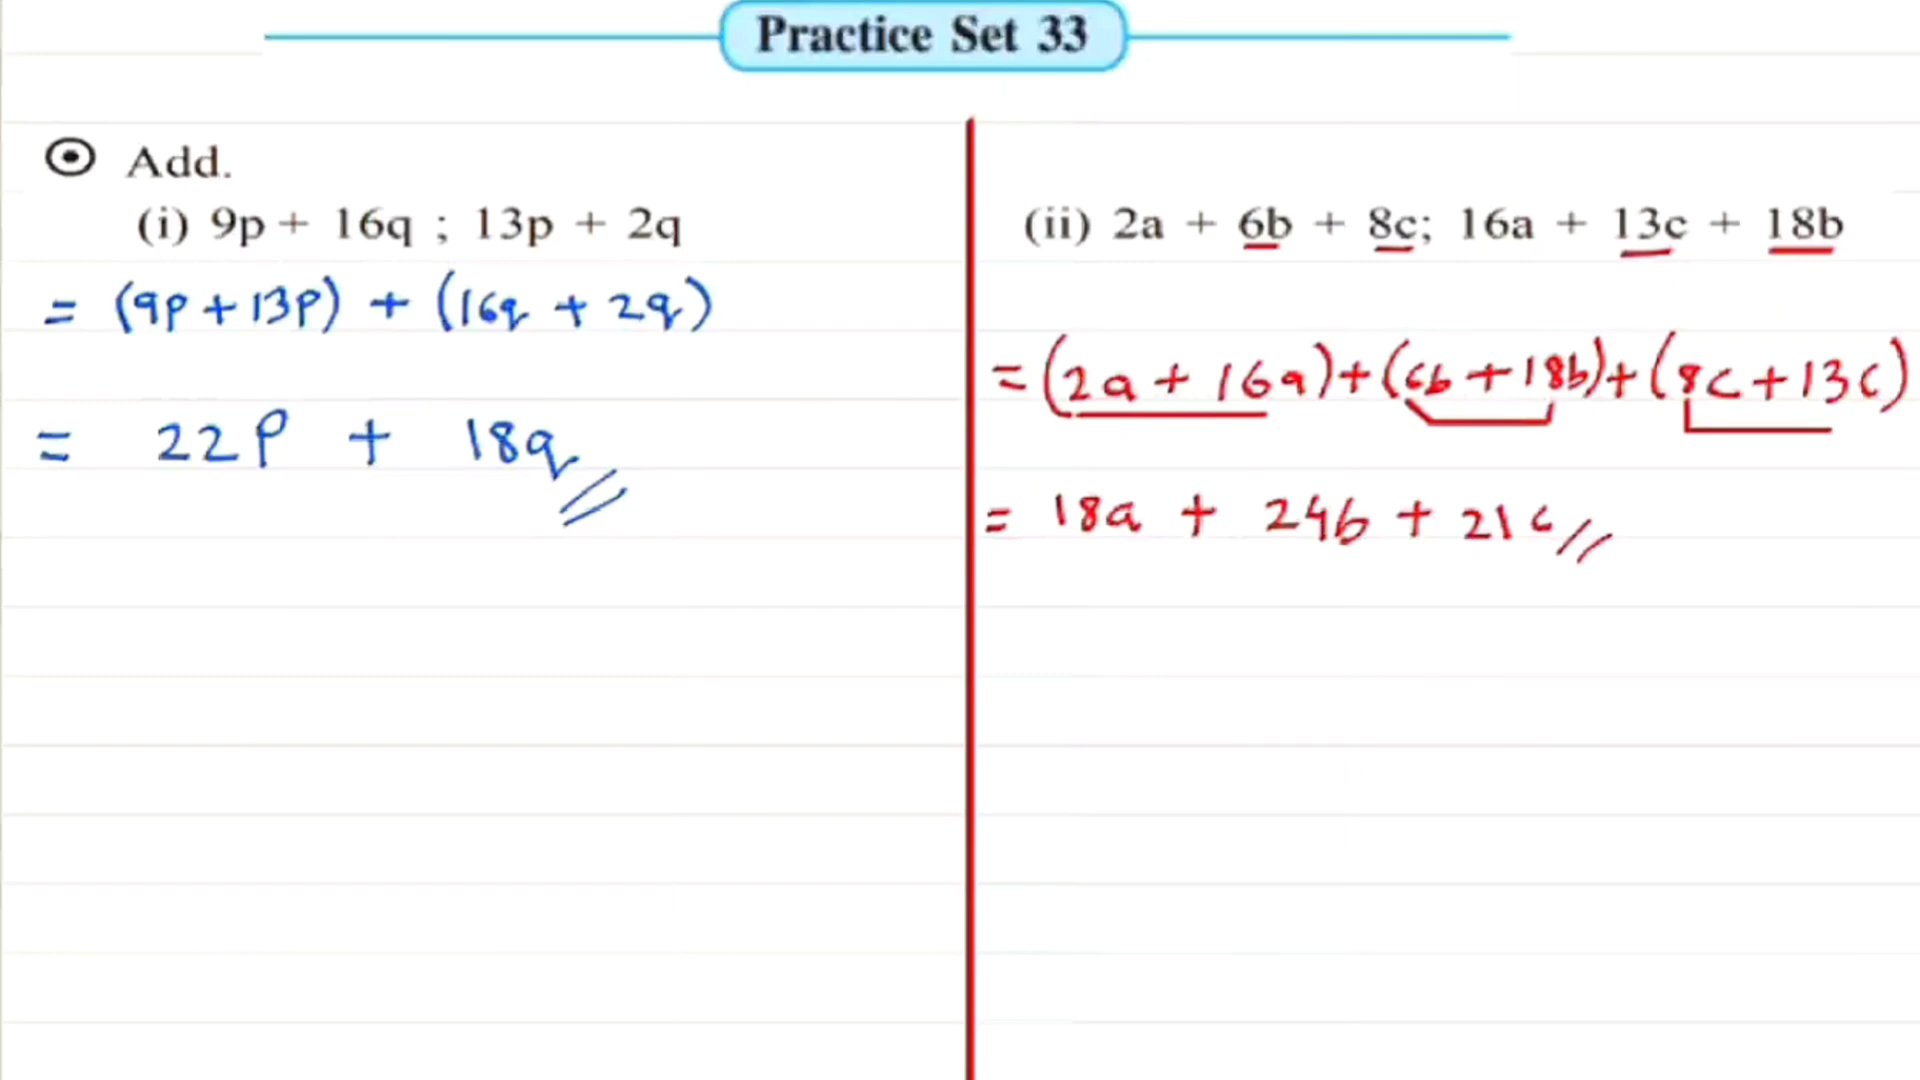 Practice Set 33
Add.
(i) 9p + 16q ; 13p + 2q
= (9p + 13p) + (16q + 2q)
= 22p + 18q
(ii) 2a + 6b + 8c; 16a + 13c + 18b
= (2a + 16a) + (6b + 18b) + (8c + 13c)
= 18a + 24b + 21c